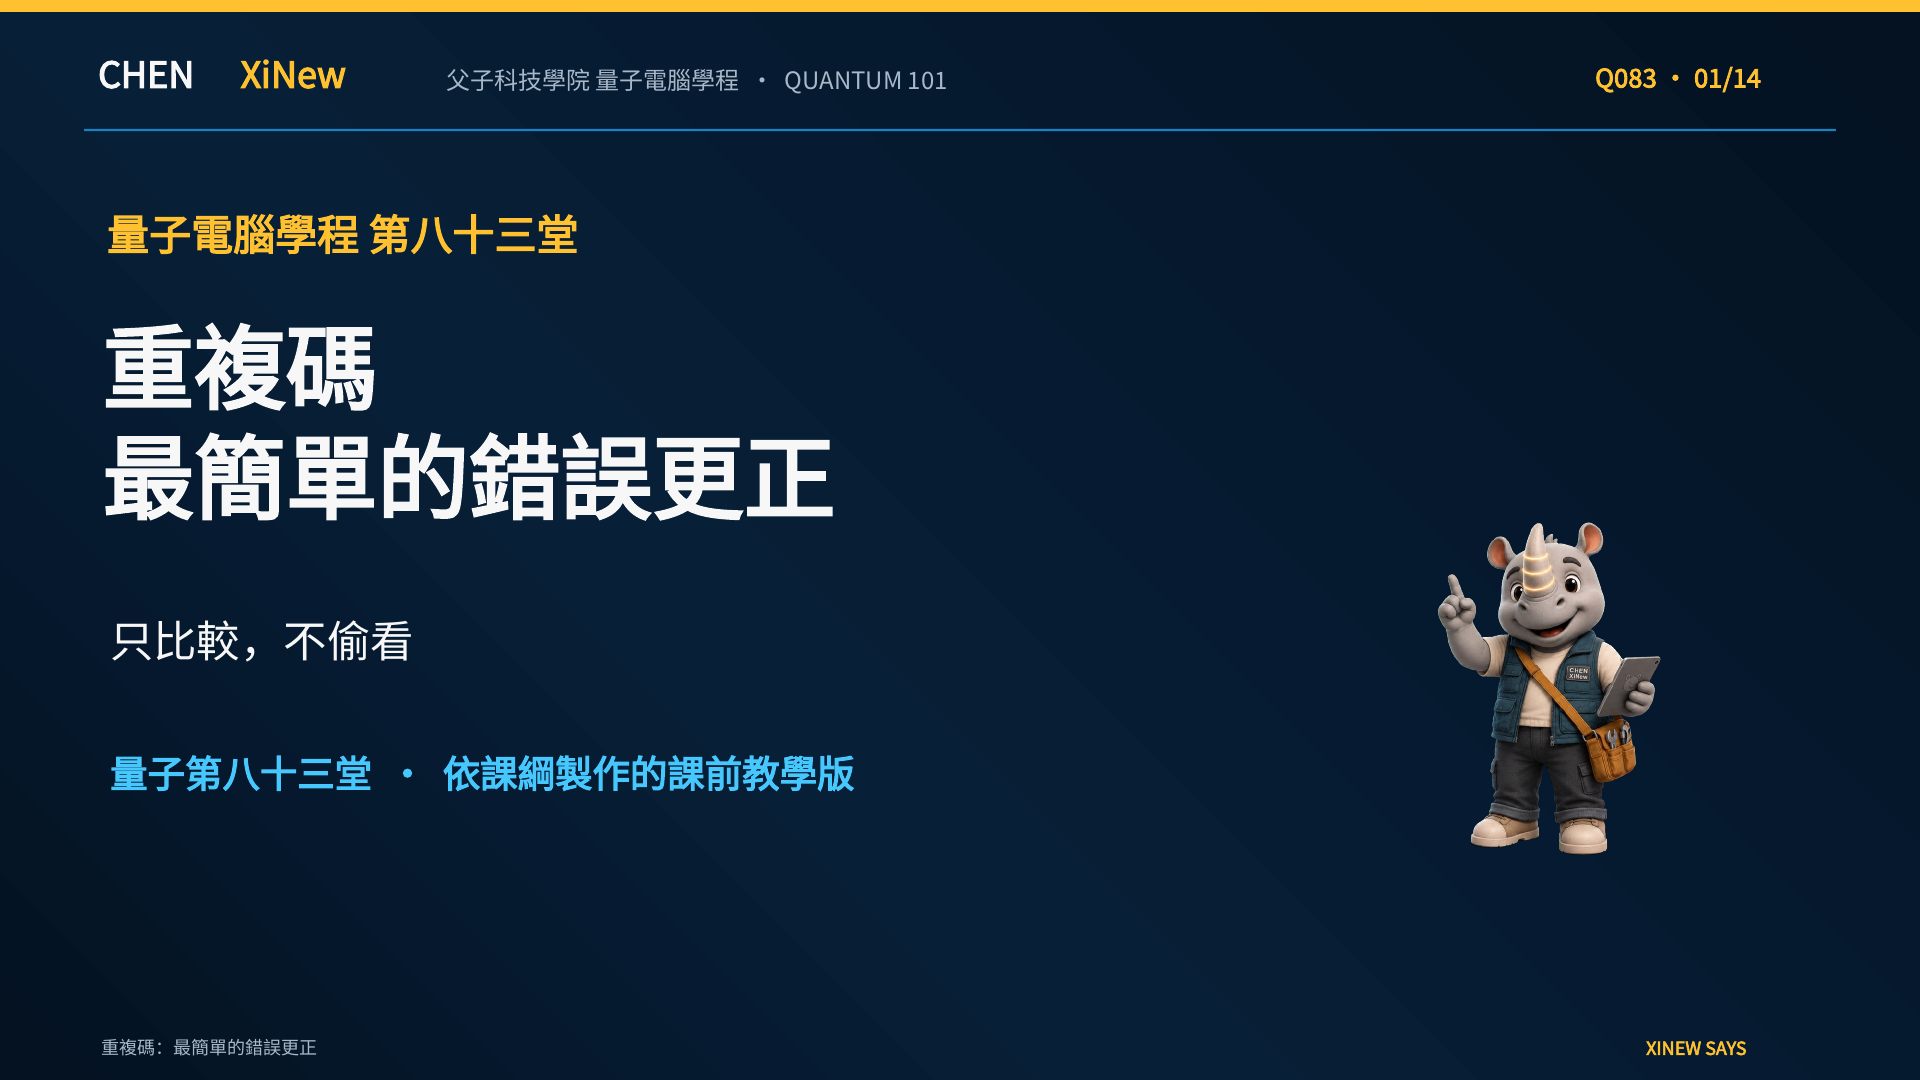 CHEN XiNew 父子科技學院 量子電腦學程 • QUANTUM 101 Q083 • 01/14
量子電腦學程 第八十三堂
重複碼
最簡單的錯誤更正
只比較，不偷看
CHEN
XiNew
量子第八十三堂 • 依課綱製作的課前教學版
重複碼：最簡單的錯誤更正 XINEW SAYS